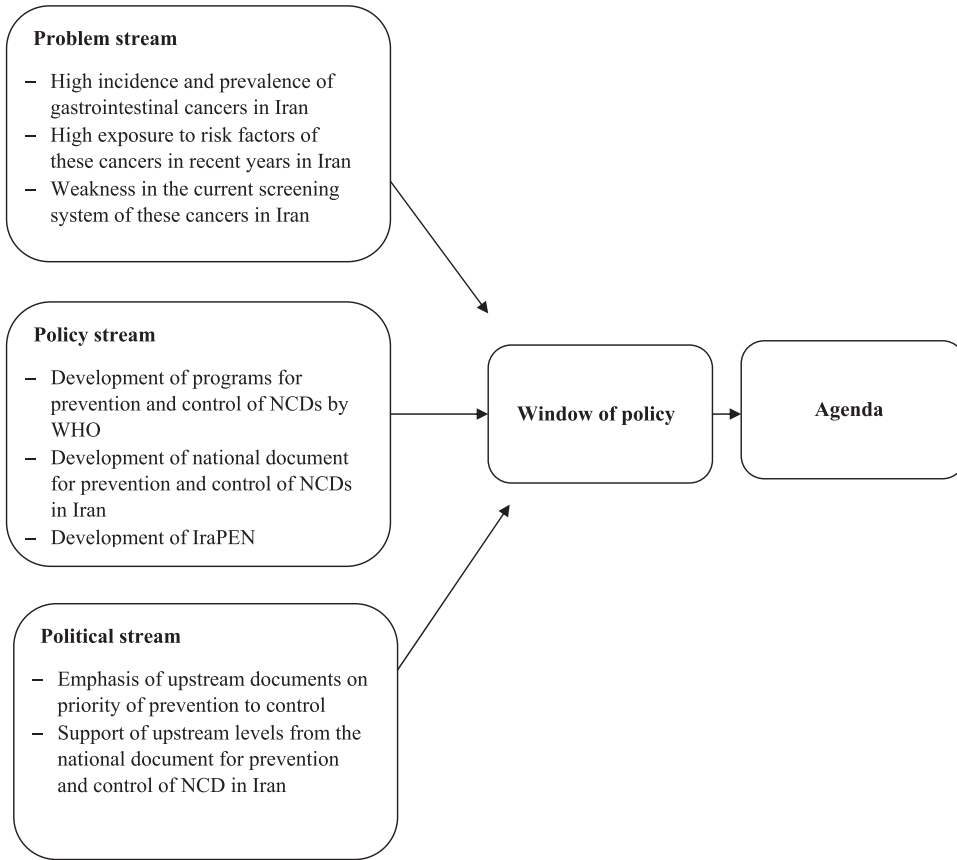 Problem stream
– High incidence and prevalence of
gastrointestinal cancers in Iran
– High exposure to risk factors of
these cancers in recent years in Iran
– Weakness in the current screening
system of these cancers in Iran
Policy stream
– Development of programs for
prevention and control of NCDs by
WHO
– Development of national document
for prevention and control of NCDs
in Iran
– Development of IraPEN
Political stream
– Emphasis of upstream documents on
priority of prevention to control
– Support of upstream levels from the
national document for prevention
and control of NCD in Iran
Window of policy
Agenda